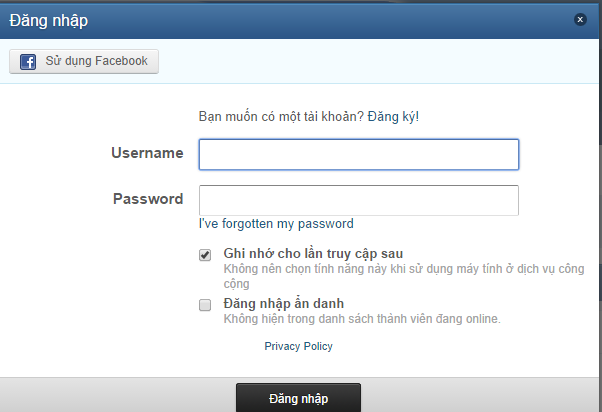 Đăng nhập
Sử dụng Facebook
Bạn muốn có một tài khoản? Đăng ký!
Username
Password
I've forgotten my password
Ghi nhớ cho lần truy cập sau
Không nên chọn tính năng này khi sử dụng máy tính ở dịch vụ công
cộng
Đăng nhập ẩn danh
Không hiện trong danh sách thành viên đang online.
Privacy Policy
Đăng nhập